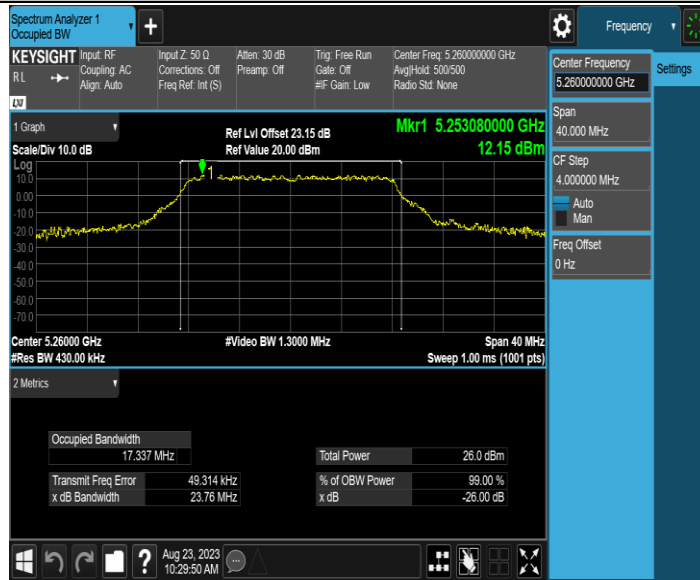 Spectrum Analyzer 1
Occupied BW
Frequency
KEYSIGHT
RL
LXI
Input: RF
Coupling: AC
Align: Auto
Input Z: 50 Ω
Corrections: Off
Freq Ref: Int (S)
Atten: 30 dB
Preamp: Off
Trig: Free Run
Gate: Off
#IF Gain: Low
Center Freq: 5.260000000 GHz
Avg|Hold: 500/500
Radio Std: None
Center Frequency
5.260000000 GHz
Settings
Span
40.000 MHz
CF Step
4.000000 MHz
Auto
Man
Freq Offset
0 Hz
1 Graph
Scale/Div 10.0 dB
Ref Lvl Offset 23.15 dB
Ref Value 20.00 dBm
Mkr1 5.253080000 GHz
12.15 dBm
Log
10.0
0.00
-10.0
-20.0
-30.0
-40.0
-50.0
-60.0
-70.0
1
Center 5.26000 GHz
#Res BW 430.00 kHz
#Video BW 1.3000 MHz
Span 40 MHz
Sweep 1.00 ms (1001 pts)
2 Metrics
Occupied Bandwidth
17.337 MHz
Total Power 26.0 dBm
Transmit Freq Error 49.314 kHz
% of OBW Power 99.00 %
x dB Bandwidth 23.76 MHz
x dB -26.00 dB
Aug 23, 2023
10:29:50 AM